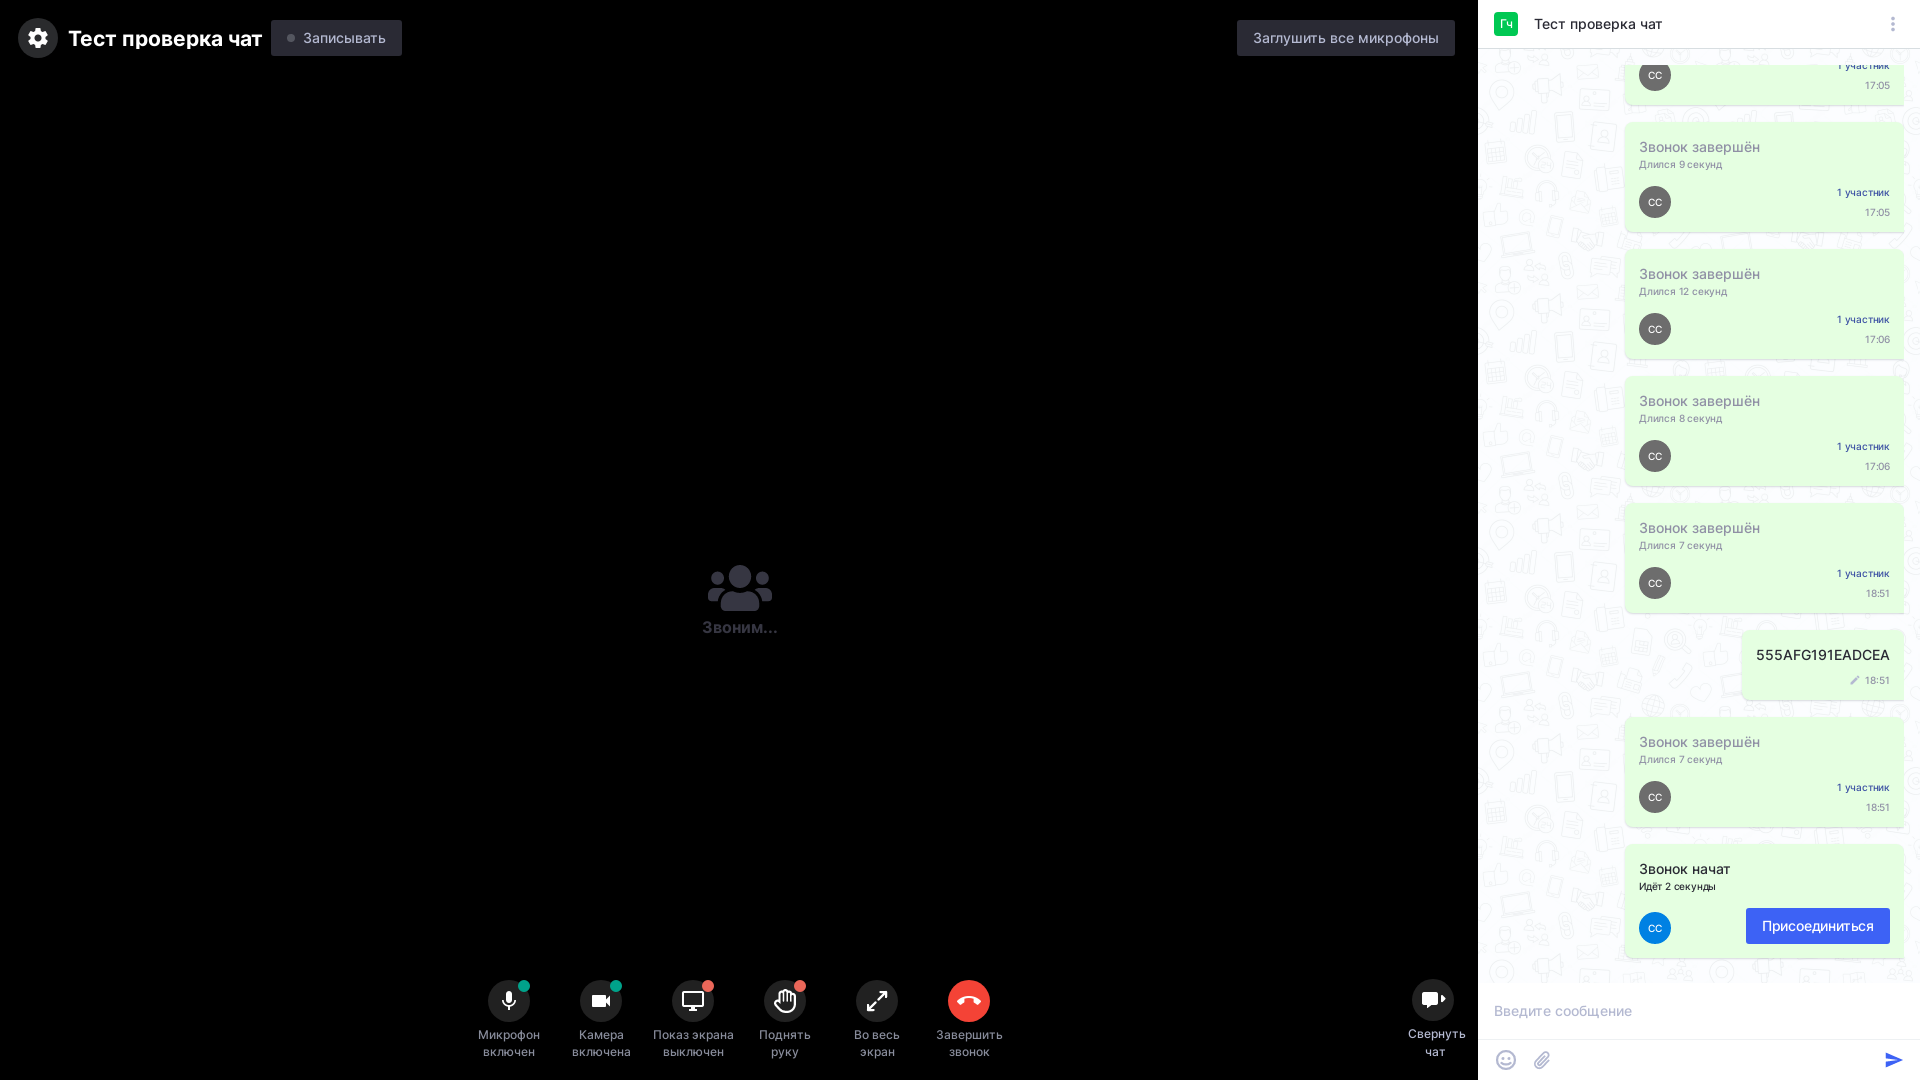 Тест проверка чат
Записывать
Заглушить все микрофоны
Звоним...
Микрофон
включен
Камера
включена
Показ экрана
выключен
Поднять
руку
Во весь
экран
Завершить
звонок
Свернуть
чат
Гч
Тест проверка чат
1 участник
СС
17:05
Звонок завершён
Длился 9 секунд
1 участник
СС
17:05
Звонок завершён
Длился 12 секунд
1 участник
СС
17:06
Звонок завершён
Длился 8 секунд
1 участник
СС
17:06
Звонок завершён
Длился 7 секунд
1 участник
СС
18:51
555AFG191EADCEA
18:51
Звонок завершён
Длился 7 секунд
1 участник
СС
18:51
Звонок начат
Идёт 2 секунды
СС
Присоединиться
Введите сообщение